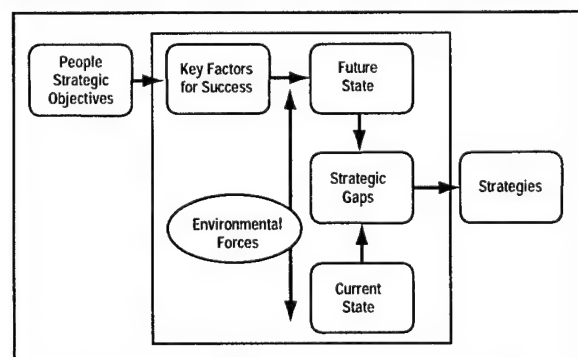 People
Strategic
Objectives
Key Factors
for Success
Future
State
Strategic
Gaps
Strategies
Environmental
Forces
Current
State